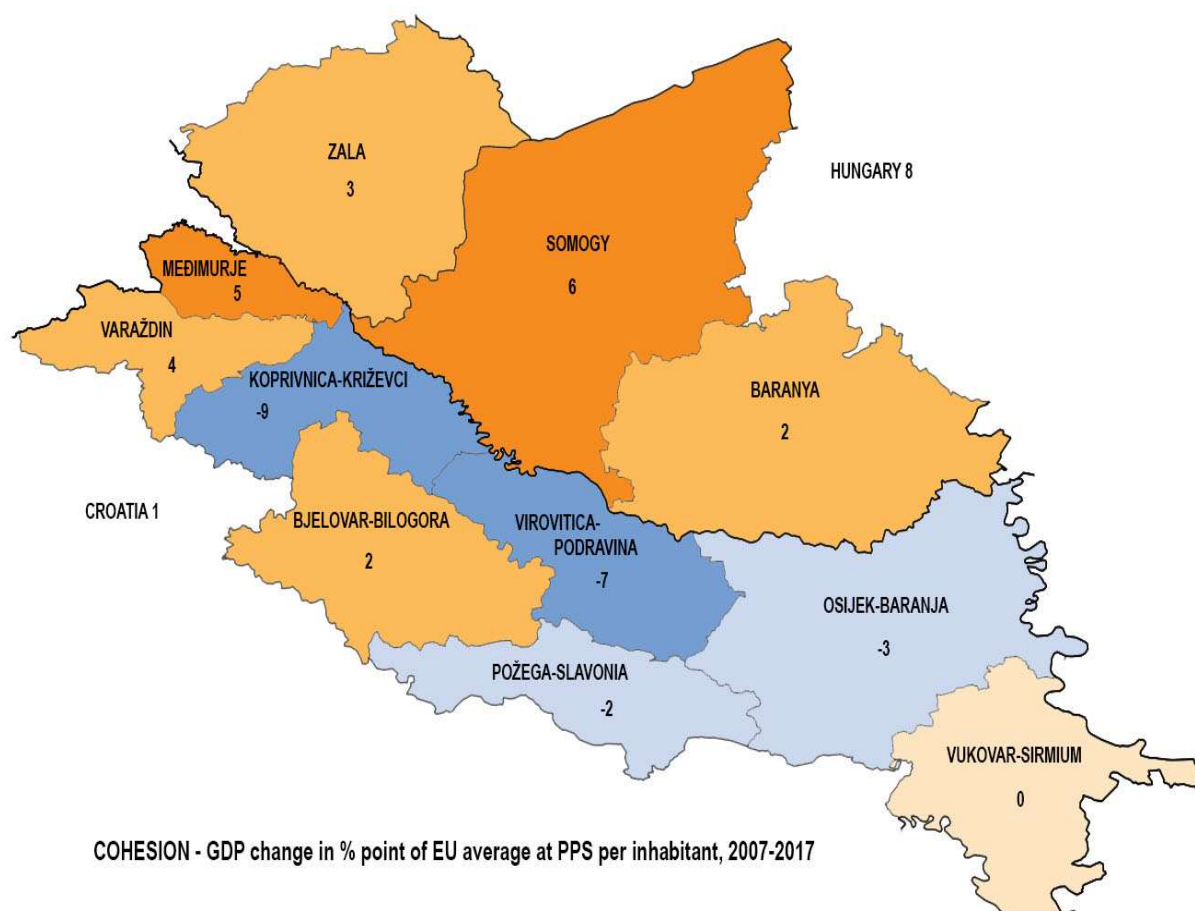 ZALA
3
HUNGARY 8
SOMOGY
6
MEĐIMURJE
5
VARAŽDIN
4
KOPRIVNICA-KRIŽEVCI
-9
BARANYA
2
CROATIA 1
BJELOVAR-BILOGORA
2
VIROVITICA-
PODRAVINA
-7
OSIJEK-BARANJA
-3
POŽEGA-SLAVONIA
-2
VUKOVAR-SIRMIUM
0
COHESION - GDP change in % point of EU average at PPS per inhabitant, 2007-2017